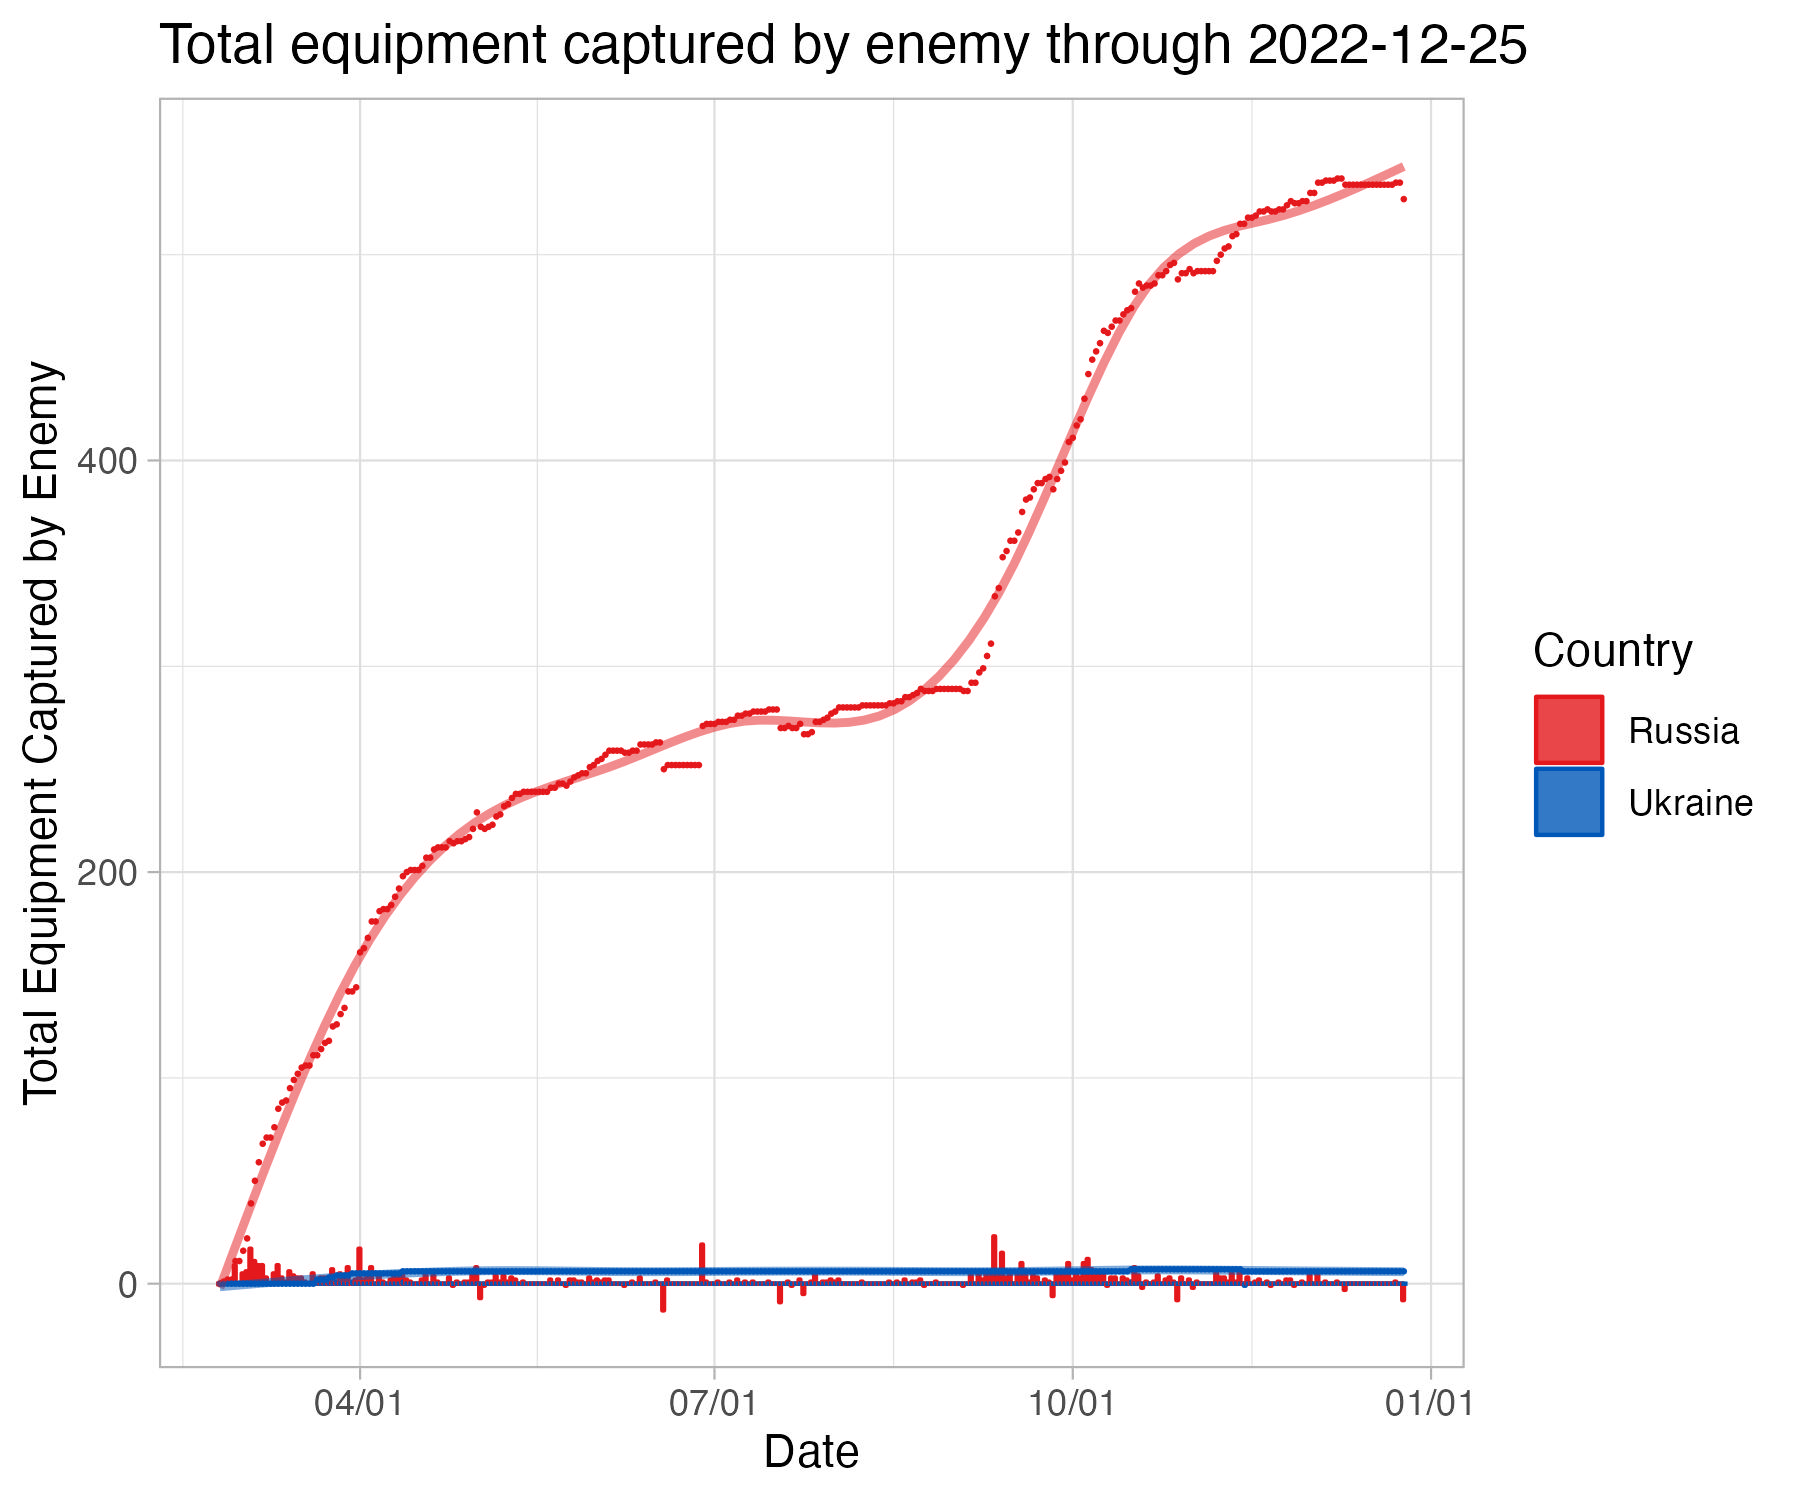 Total equipment captured by enemy through 2022-12-25
Total Equipment Captured by Enemy
400
200
0
04/01
07/01
10/01
01/01
Date
Country
Russia
Ukraine